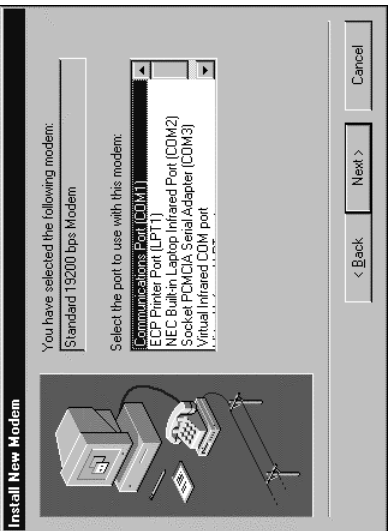 Install New Modem
You have selected the following modem:
Standard 19200 bps Modem
Select the port to use with this modem:
Communications Port (COM1)
ECP Printer Port (LPT1)
NEC Built-in Laptop Infrared Port (COM2)
Socket PCMCIA Serial Adapter (COM3)
Virtual Infrared COM port
< Back
Next >
Cancel